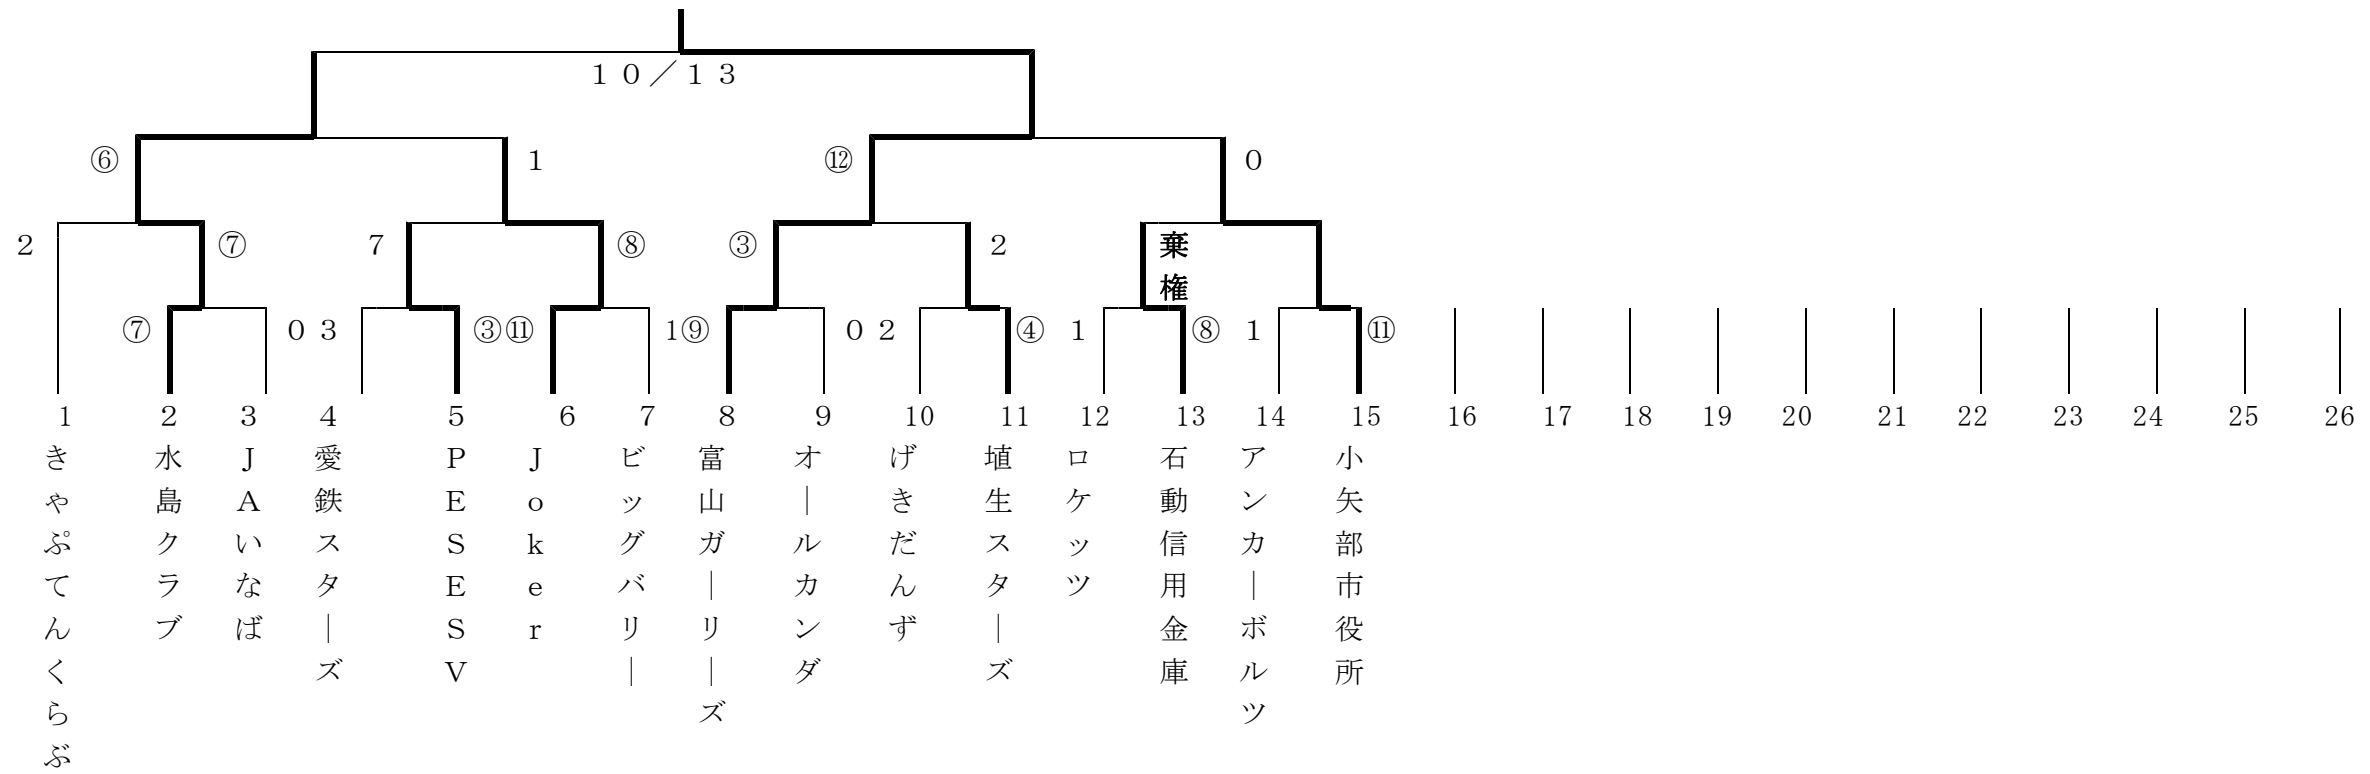 １０／１３
⑥ １ ⑫ ０
２ ⑦ ７ ⑧ ③ ２ 棄権
⑦ ０ ３ ③ ⑪ １ ⑨ ０ ２ ④ １ ⑧ １ ⑪
１ ２ ３ ４ ５ ６ ７ ８ ９ 10 11 12 13 14 15 16 17 18 19 20 21 22 23 24 25 26
きゃぷてんくらぶ
水島クラブ
ＪＡいなば
愛鉄スターズ
ＰＥＳＥＳＶ
Ｊｏｋｅｒ
ビッグバリー
富山ガーリーズ
オールカンダ
げきだんず
埴生スターズ
ロケッツ
石動信用金庫
アンカーボルツ
小矢部市役所